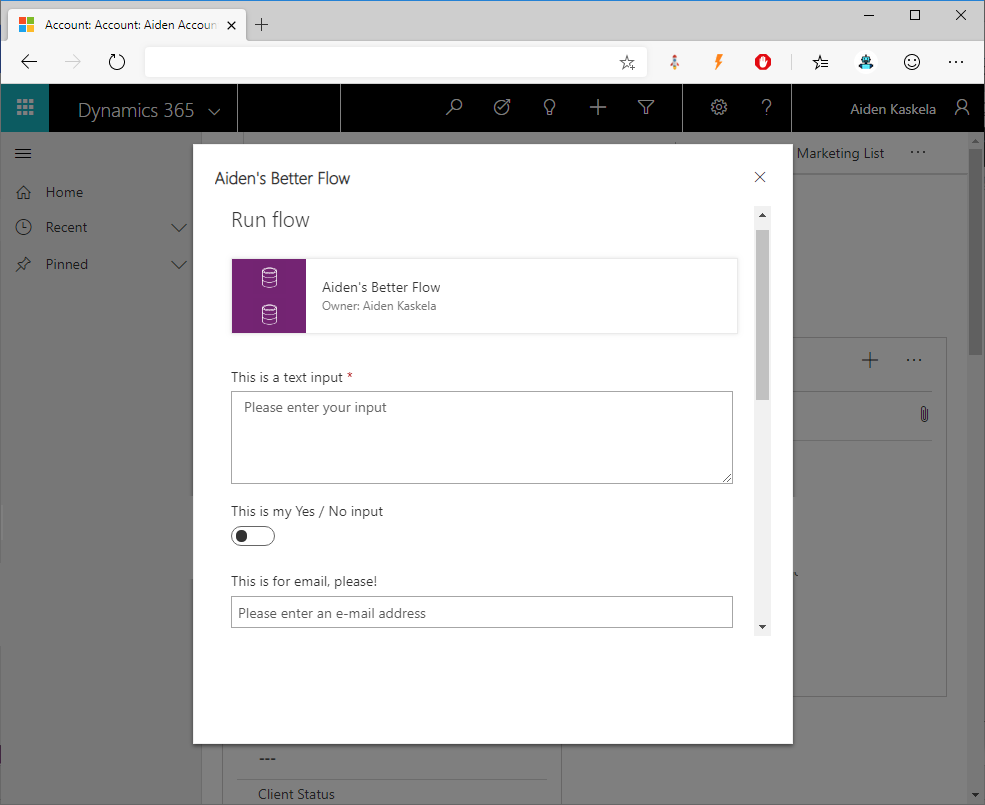 Account: Account: Aiden Accoun
Dynamics 365
Aiden Kaskela
Home
Recent
Pinned
Marketing List
Aiden's Better Flow
Run flow
Aiden's Better Flow
Owner: Aiden Kaskela
This is a text input *
Please enter your input
This is my Yes / No input
This is for email, please!
Please enter an e-mail address
---
Client Status